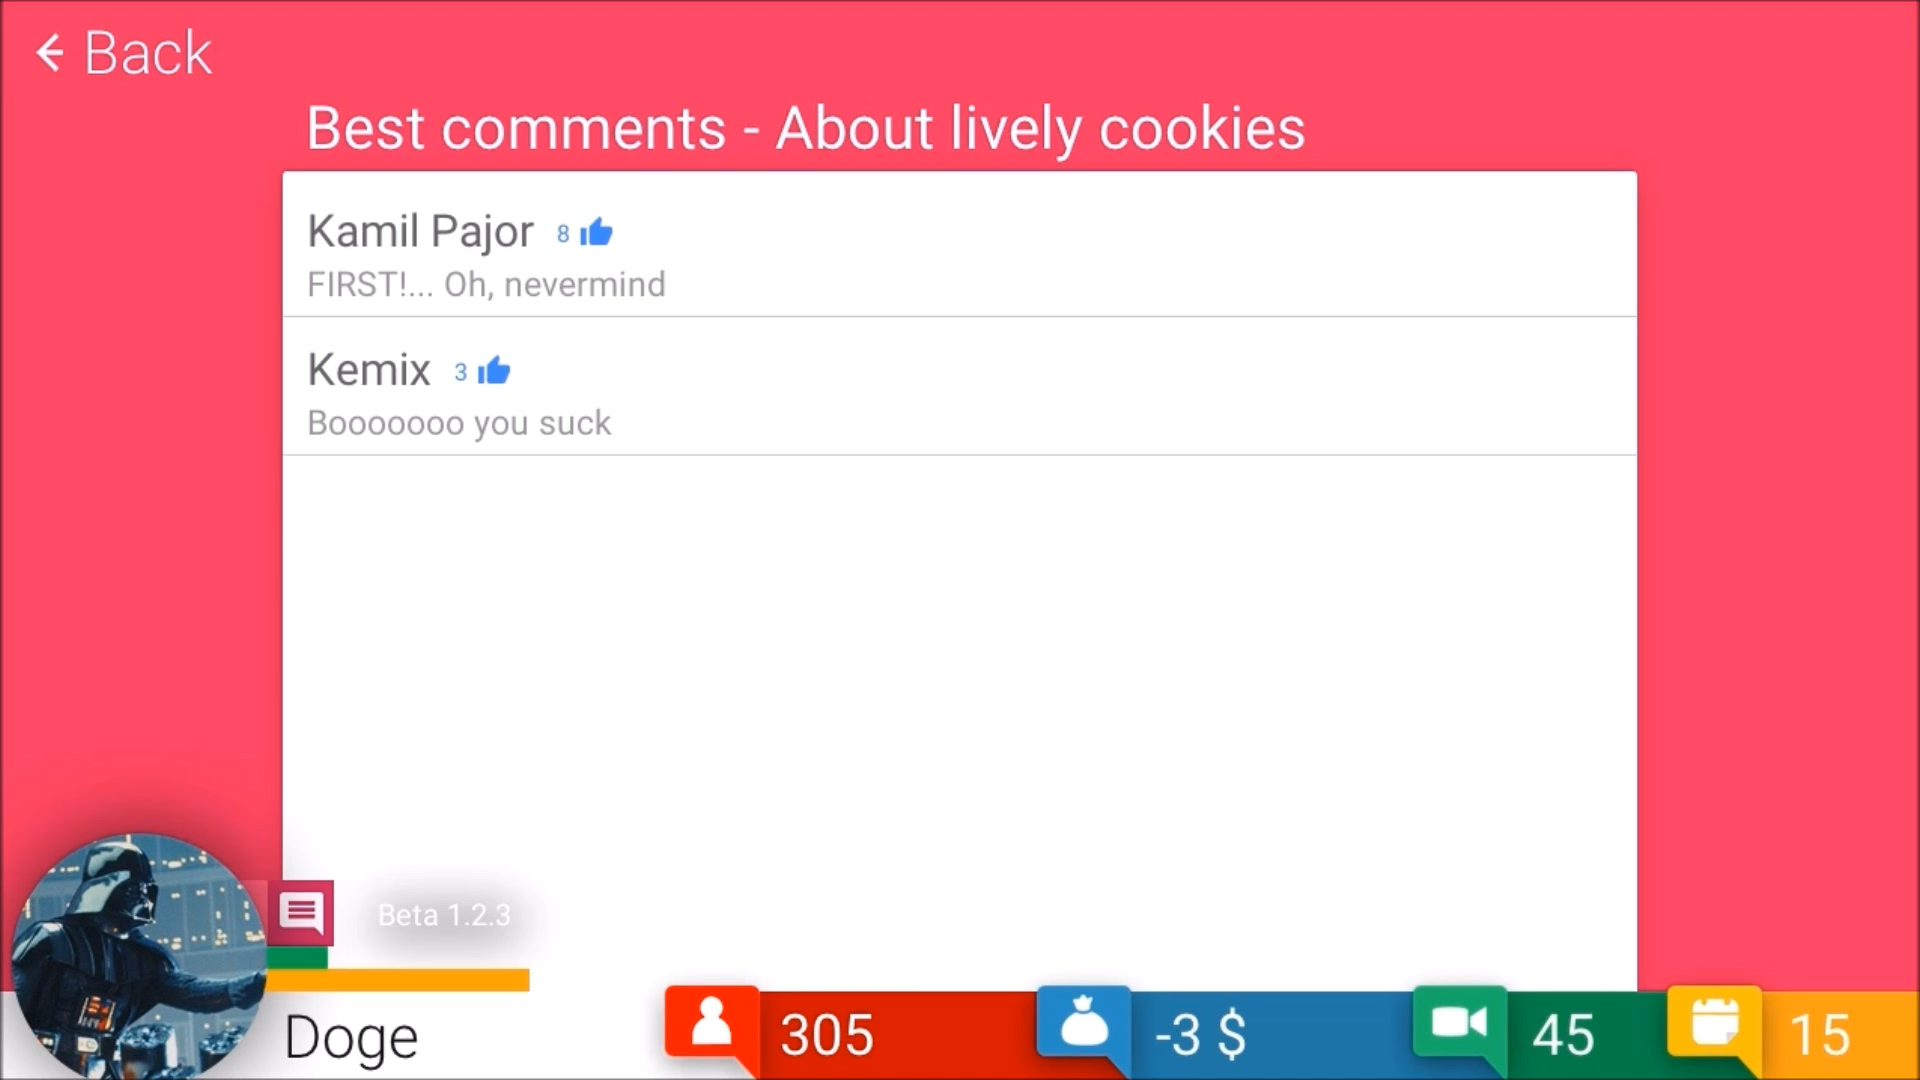 Back
Best comments - About lively cookies
Kamil Pajor 8
FIRST!... Oh, nevermind
Kemix 3
Booooooo you suck
Beta 1.2.3
Doge
305
-3 $
45
15